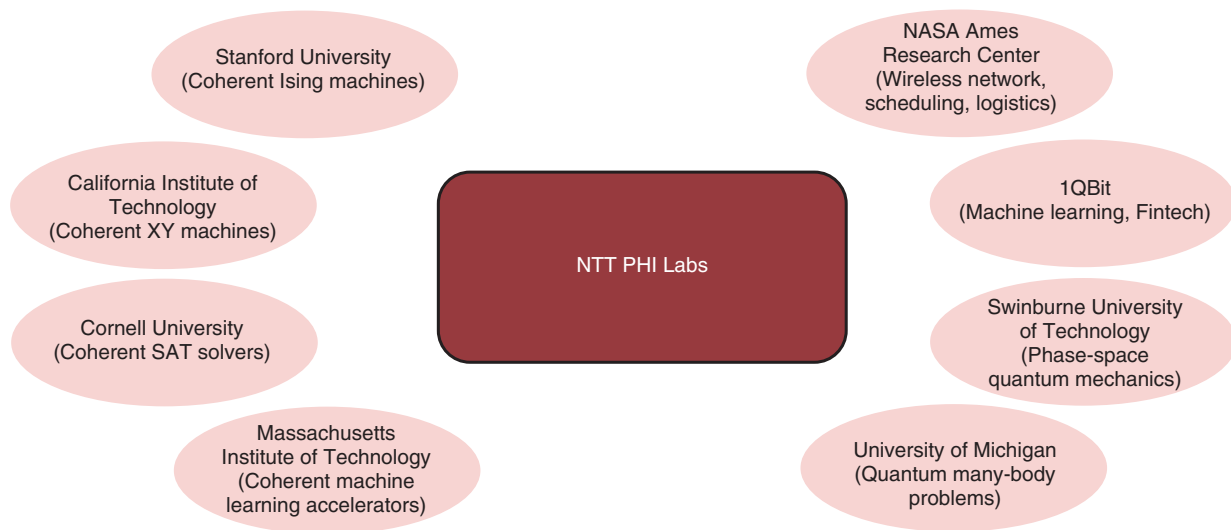 Stanford University
(Coherent Ising machines)
California Institute of
Technology
(Coherent XY machines)
Cornell University
(Coherent SAT solvers)
Massachusetts
Institute of Technology
(Coherent machine
learning accelerators)
NTT PHI Labs
NASA Ames
Research Center
(Wireless network,
scheduling, logistics)
1QBit
(Machine learning, Fintech)
Swinburne University
of Technology
(Phase-space
quantum mechanics)
University of Michigan
(Quantum many-body
problems)